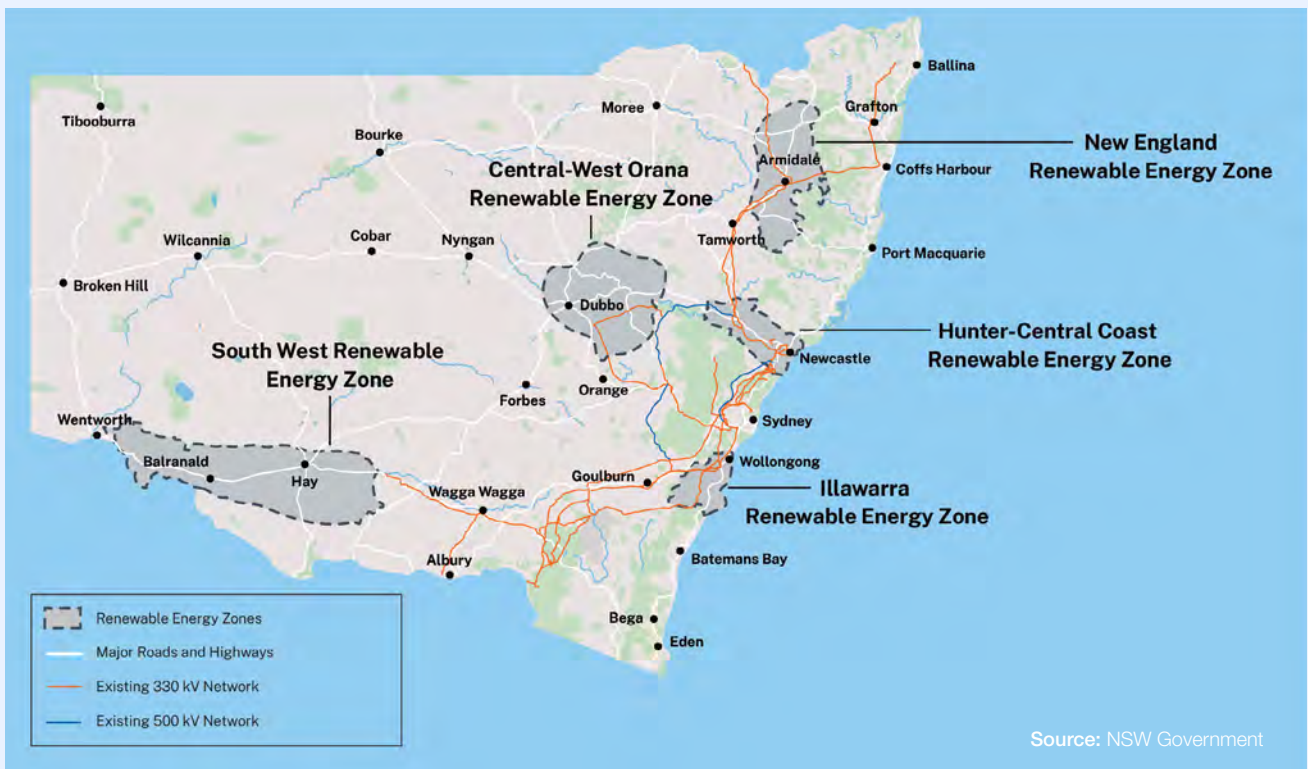 Ballina
Moree
Grafton
Tibooburra
Bourke
New England
Renewable Energy Zone
Armidale
Central-West Orana
Renewable Energy Zone
Coffs Harbour
Tamworth
Wilcannia
Cobar
Nyngan
Port Macquarie
Broken Hill
Dubbo
Hunter-Central Coast
Renewable Energy Zone
South West Renewable
Energy Zone
Newcastle
Orange
Forbes
Wentworth
Sydney
Balranald
Hay
Goulburn
Wollongong
Wagga Wagga
Illawarra
Renewable Energy Zone
Albury
Batemans Bay
Bega
Eden
Renewable Energy Zones
Major Roads and Highways
Existing 330 kV Network
Existing 500 kV Network
Source: NSW Government